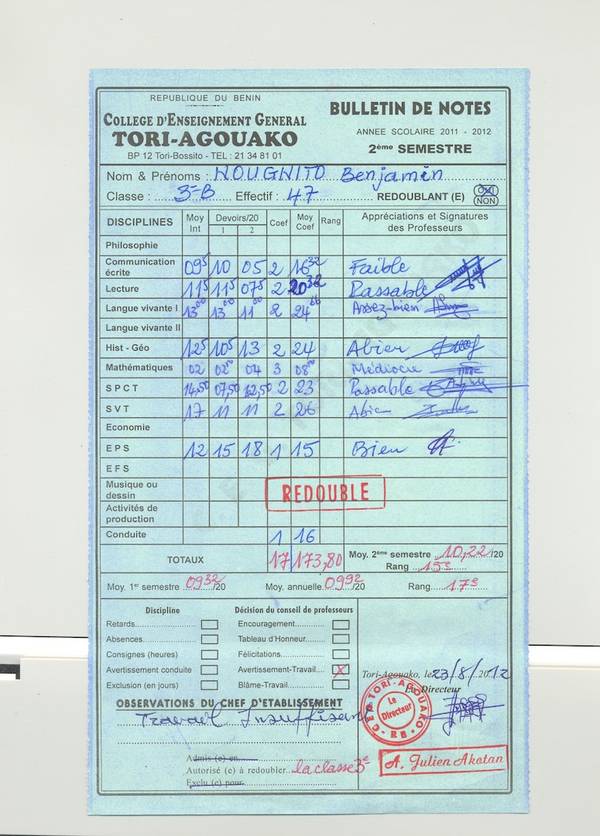 REPUBLIQUE DU BENIN
COLLEGE D'ENSEIGNEMENT GENERAL
TORI-AGOUAKO
BP 12 Tori-Bossito - TEL : 21 34 81 01
BULLETIN DE NOTES
ANNEE SCOLAIRE 2011 - 2012
2ème SEMESTRE
Nom & Prénoms : HOUGNITO Benjamin
Classe : 3e B Effectif : 47 REDOUBLANT (E) OUI NON
DISCIPLINES Moy Int Devoirs/20 1 2 Coef Moy Coef Rang Appréciations et Signatures des Professeurs
Philosophie
Communication écrite 09,5 10 05 2 16,32 Faible
Lecture 11,5 11,5 07,5 2 20,32 Passable
Langue vivante I 13,00 13,00 11,00 2 24,66 Assez-bien
Langue vivante II
Hist - Géo 12,5 10,5 13 2 24 Abien
Mathématiques 02 02,50 04 3 08,00 Médiocre
S P C T 14,50 07,50 12,50 2 23 Passable
S V T 17 11 11 2 26 Abien
Economie
E P S 12 15 18 1 15 Bien
E F S
Musique ou dessin
REDOUBLE
Activités de production
Conduite 1 16
TOTAUX 17 173,80 Moy. 2ème semestre 10,22/20
Rang 15e
Moy. 1er semestre 09,32/20 Moy. annuelle 09,92/20 Rang 17e
Discipline Décision du conseil de professeurs
Retards Encouragement
Absences Tableau d'Honneur
Consignes (heures) Félicitations
Avertissement conduite Avertissement-Travail X
Exclusion (en jours) Blâme-Travail
Tori-Agouako, le 23/8/2012
Le Directeur
OBSERVATIONS DU CHEF D'ETABLISSEMENT
Travail Insuffisant
C E G TORI-AGOUAKO
Le Directeur
R B
Admis (e) en
Autorisé (e) à redoubler la classe 3e
Exclu (e) pour
A. Julien Akotan